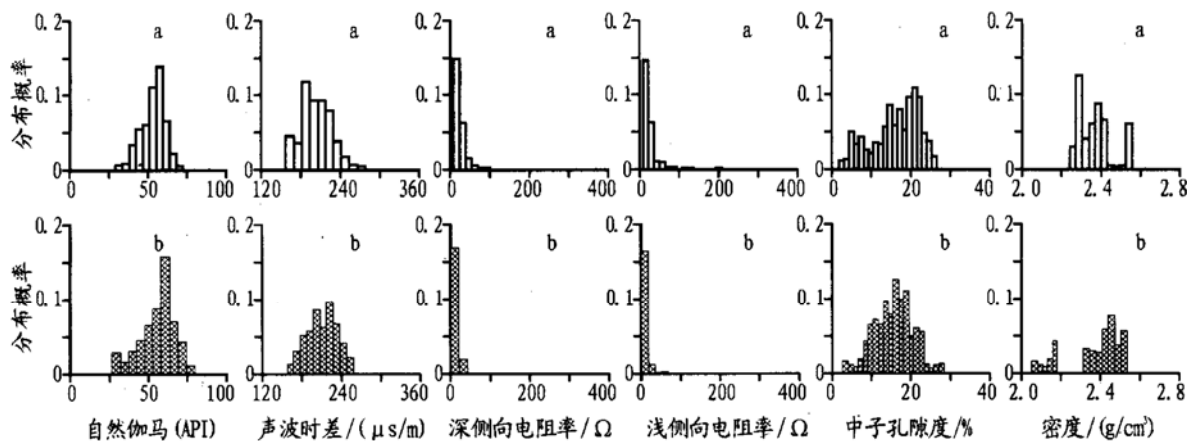 0.2 0.2 0.2 0.2 0.2 0.2
a a a a a a
0.1 0.1 0.1 0.1 0.1 0.1
分布概率
0 0 0 0 0 0
0 50 100 120 240 360 0 200 400 0 200 400 0 20 40 2.0 2.4 2.8
0.2 0.2 0.2 0.2 0.2 0.2
b b b b b b
0.1 0.1 0.1 0.1 0.1 0.1
分布概率
0 0 0 0 0 0
0 50 100 120 240 360 0 200 400 0 200 400 0 20 40 2.0 2.4 2.8
自然伽马(API) 声波时差/(μs/m) 深侧向电阻率/Ω 浅侧向电阻率/Ω 中子孔隙度/% 密度/(g/cm³)